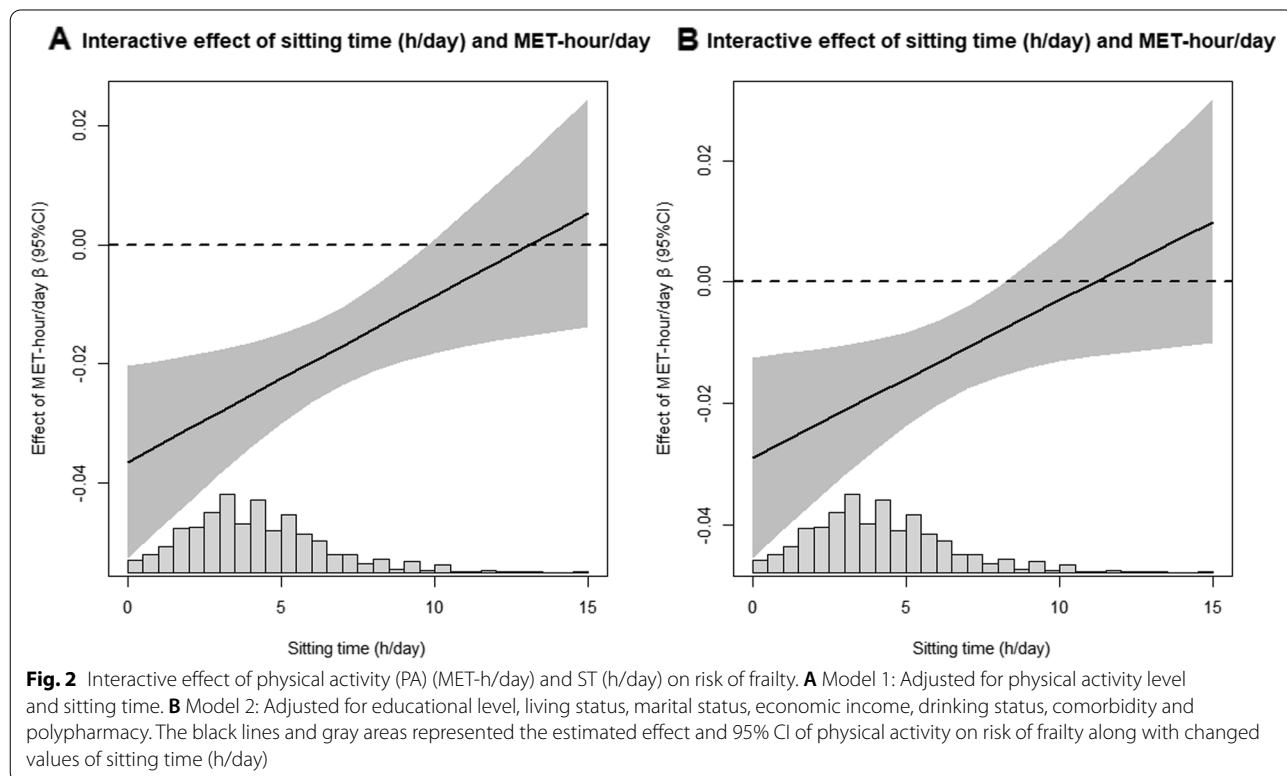 A Interactive effect of sitting time (h/day) and MET-hour/day
Effect of MET-hour/day β (95%CI)
0.02
0.00
-0.02
-0.04
0
5
10
15
Sitting time (h/day)
B Interactive effect of sitting time (h/day) and MET-hour/day
Effect of MET-hour/day β (95%CI)
0.02
0.00
-0.02
-0.04
0
5
10
15
Sitting time (h/day)
Fig. 2 Interactive effect of physical activity (PA) (MET-h/day) and ST (h/day) on risk of frailty. A Model 1: Adjusted for physical activity level
and sitting time. B Model 2: Adjusted for educational level, living status, marital status, economic income, drinking status, comorbidity and
polypharmacy. The black lines and gray areas represented the estimated effect and 95% CI of physical activity on risk of frailty along with changed
values of sitting time (h/day)